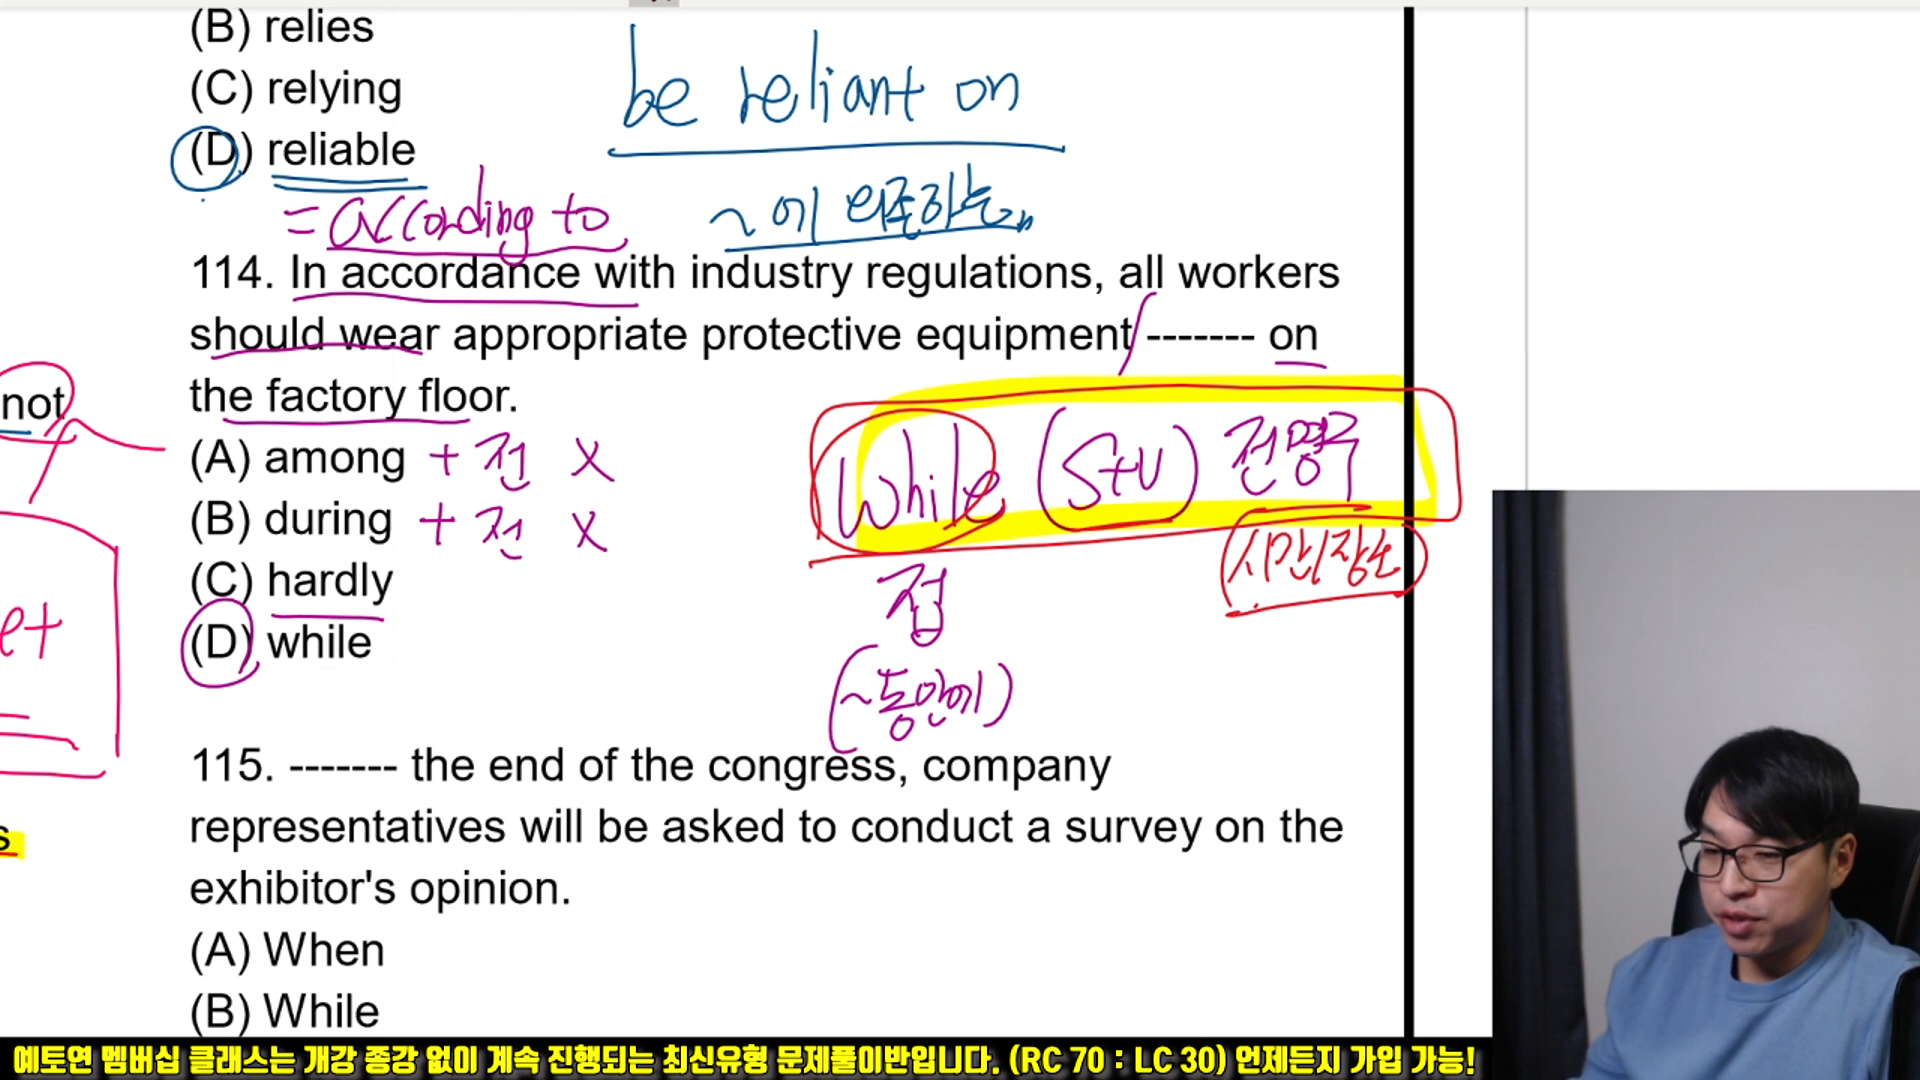 (B) relies
(C) relying
be reliant on
(D) reliable
= according to
~에 의존하는
114. In accordance with industry regulations, all workers
should wear appropriate protective equipment ------- on
the factory floor.
not
(A) among + 전 X
while (S+V) 전명구
(B) during + 전 X
시간/장소
(C) hardly
접
et
(D) while
(~동안에)
115. ------- the end of the congress, company
representatives will be asked to conduct a survey on the
s
exhibitor's opinion.
(A) When
(B) While
예토연 멤버십 클래스는 개강 종강 없이 계속 진행되는 최신유형 문제풀이반입니다. (RC 70 : LC 30) 언제든지 가입 가능!